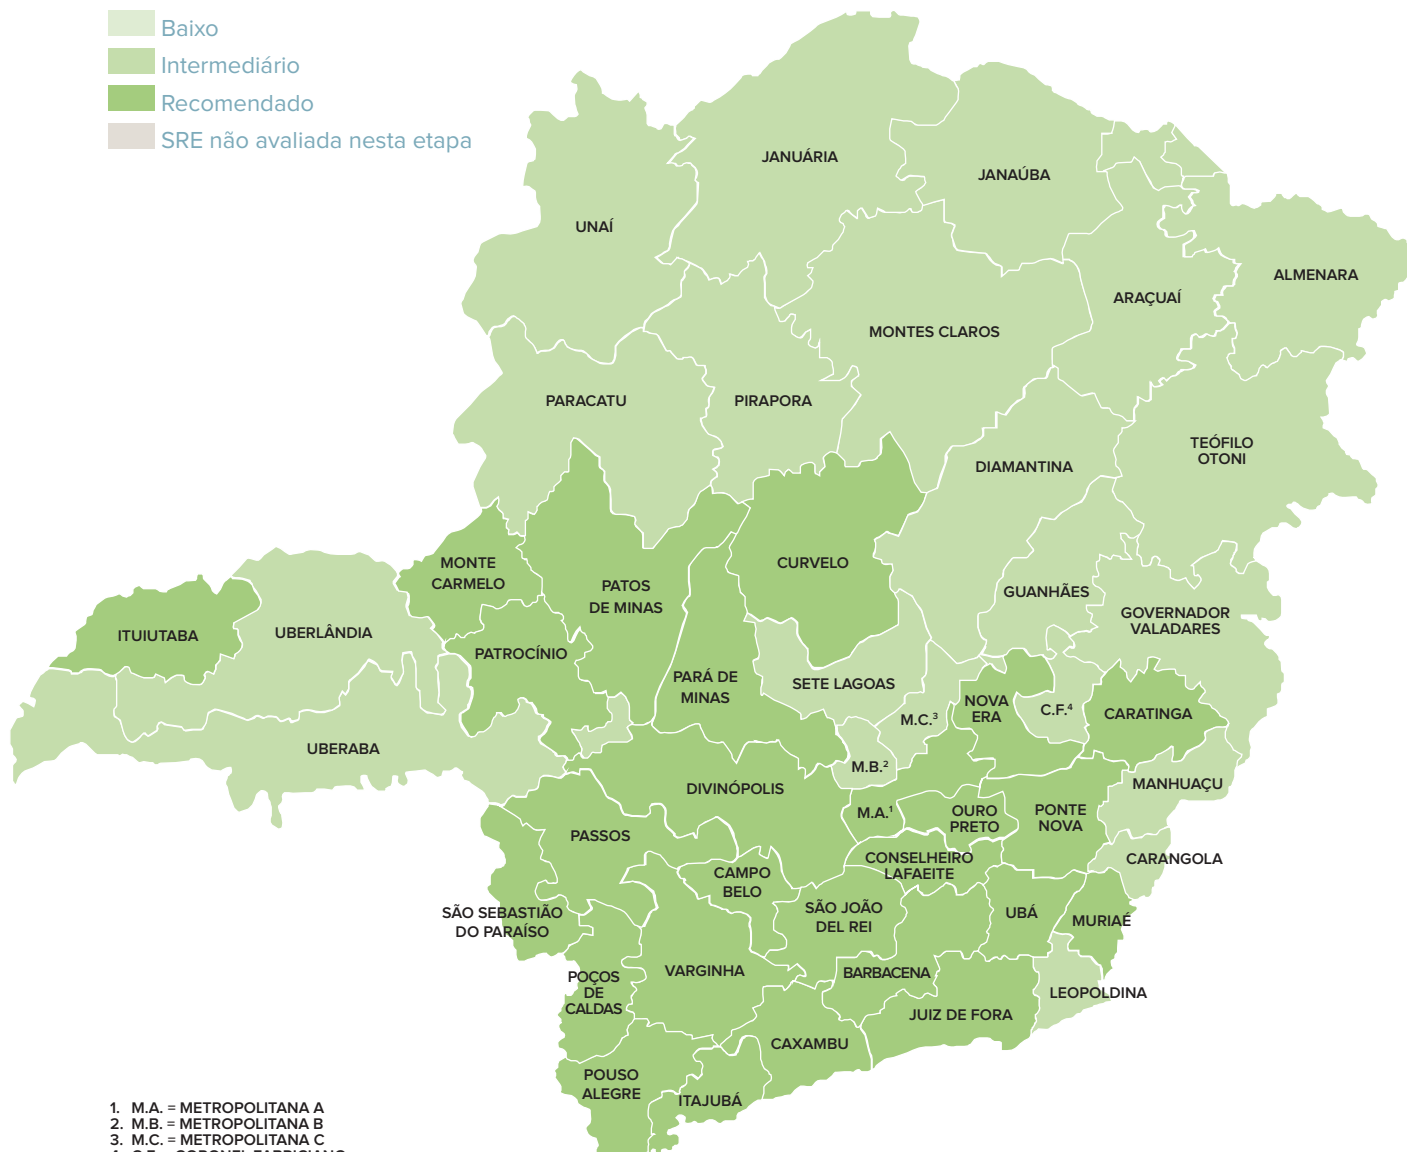 Baixo
Intermediário
Recomendado
SRE não avaliada nesta etapa
JANUÁRIA
JANAÚBA
UNAÍ
ALMENARA
ARAÇUAÍ
MONTES CLAROS
PARACATU
PIRAPORA
TEÓFILO
OTONI
DIAMANTINA
MONTE
CARMELO
CURVELO
PATOS
DE MINAS
GUANHÃES
GOVERNADOR
VALADARES
ITUIUTABA
UBERLÂNDIA
PATROCÍNIO
PARÁ DE
MINAS
SETE LAGOAS
NOVA
ERA
C.F.⁴
CARATINGA
M.C.³
UBERABA
M.B.²
DIVINÓPOLIS
MANHUAÇU
M.A.¹
OURO
PRETO
PONTE
NOVA
PASSOS
CONSELHEIRO
LAFAEITE
CARANGOLA
CAMPO
BELO
SÃO SEBASTIÃO
DO PARAÍSO
SÃO JOÃO
DEL REI
UBÁ
MURIAÉ
VARGINHA
BARBACENA
POÇOS
DE
CALDAS
LEOPOLDINA
JUIZ DE FORA
CAXAMBU
POUSO
ALEGRE
ITAJUBÁ
1. M.A. = METROPOLITANA A
2. M.B. = METROPOLITANA B
3. M.C. = METROPOLITANA C